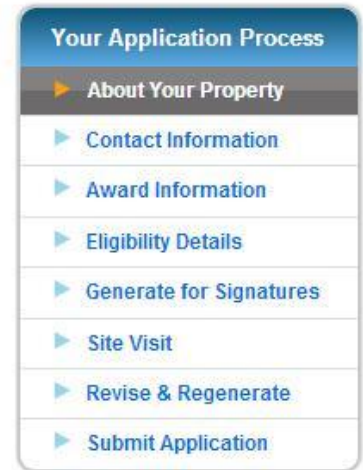 Your Application Process
About Your Property
Contact Information
Award Information
Eligibility Details
Generate for Signatures
Site Visit
Revise & Regenerate
Submit Application